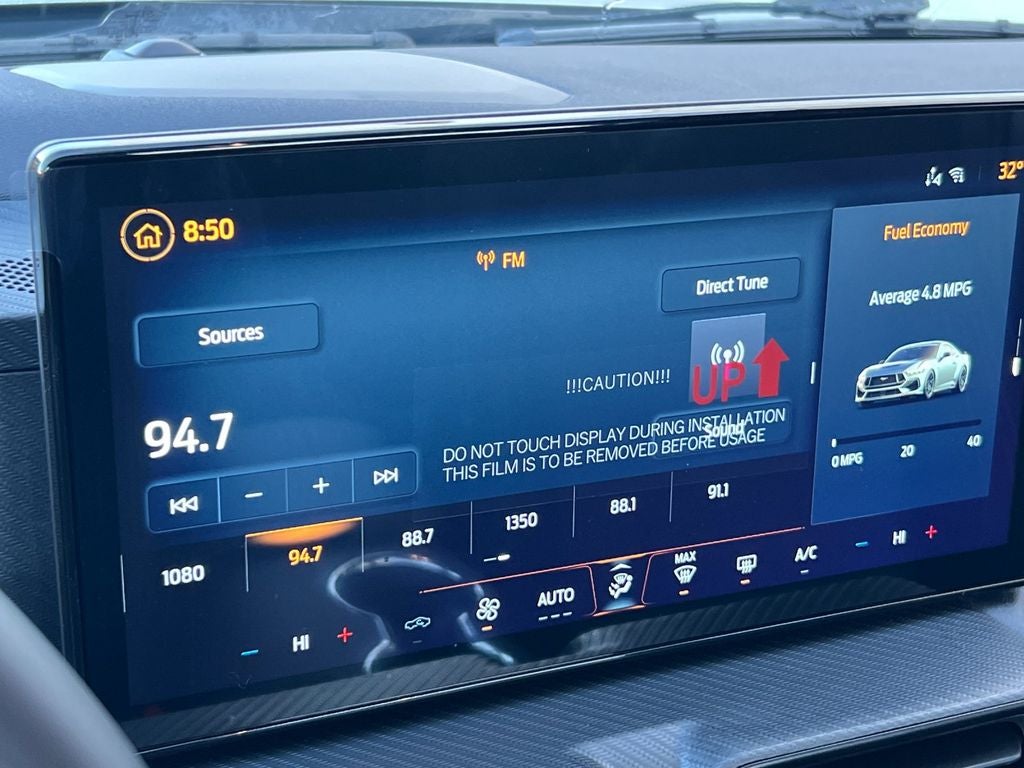 8:50
32°
FM
Fuel Economy
Sources
Direct Tune
Average 4.8 MPG
!!!CAUTION!!!
UP
94.7
Sound
DO NOT TOUCH DISPLAY DURING INSTALLATION
THIS FILM IS TO BE REMOVED BEFORE USAGE
0 MPG
20
40
− +
1080
94.7
88.7
1350
88.1
91.1
− HI +
AUTO
MAX
A/C
− HI +